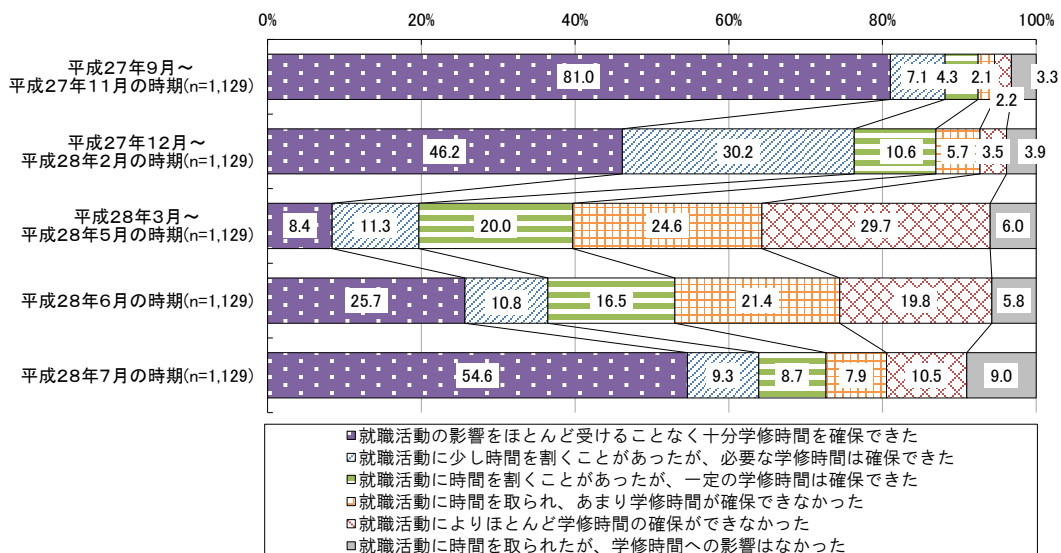 0% 20% 40% 60% 80% 100%
平成27年9月～
平成27年11月の時期(n=1,129)
81.0 7.1 4.3 2.1 2.2 3.3
平成27年12月～
平成28年2月の時期(n=1,129)
46.2 30.2 10.6 5.7 3.5 3.9
平成28年3月～
平成28年5月の時期(n=1,129)
8.4 11.3 20.0 24.6 29.7 6.0
平成28年6月の時期(n=1,129)
25.7 10.8 16.5 21.4 19.8 5.8
平成28年7月の時期(n=1,129)
54.6 9.3 8.7 7.9 10.5 9.0
就職活動の影響をほとんど受けることなく十分学修時間を確保できた
就職活動に少し時間を割くことがあったが、必要な学修時間は確保できた
就職活動に時間を割くことがあったが、一定の学修時間は確保できた
就職活動に時間を取られ、あまり学修時間が確保できなかった
就職活動によりほとんど学修時間の確保ができなかった
就職活動に時間を取られたが、学修時間への影響はなかった